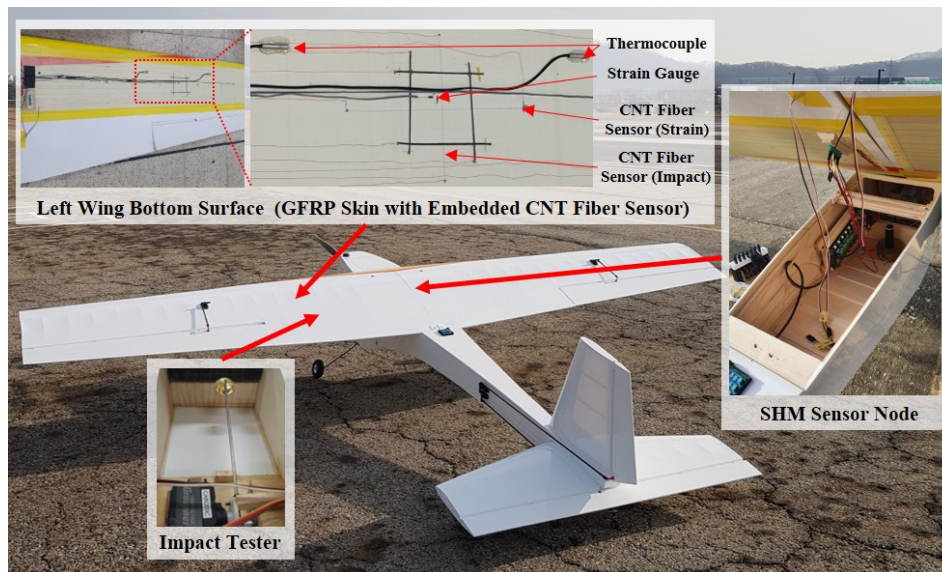 Thermocouple
Strain Gauge
CNT Fiber
Sensor (Strain)
CNT Fiber
Sensor (Impact)
Left Wing Bottom Surface (GFRP Skin with Embedded CNT Fiber Sensor)
SHM Sensor Node
Impact Tester